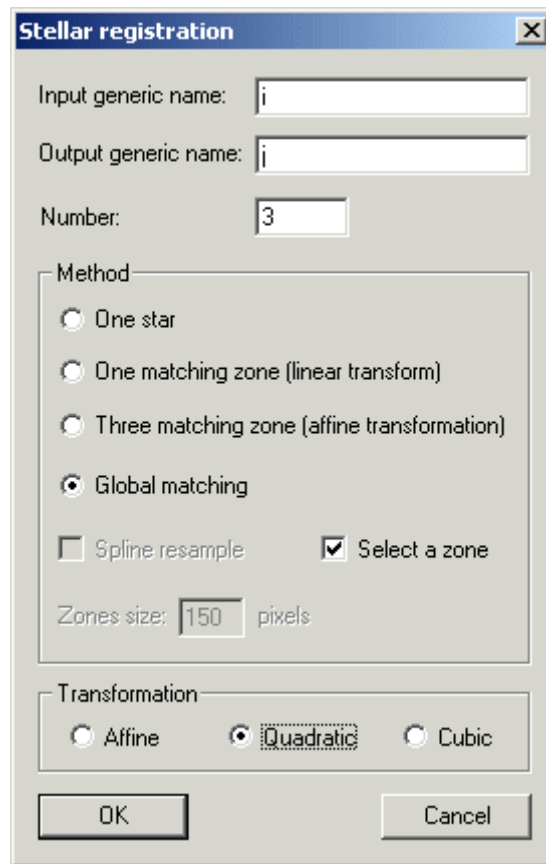 Stellar registration
Input generic name: i
Output generic name: j
Number: 3
Method
One star
One matching zone (linear transform)
Three matching zone (affine transformation)
Global matching
Spline resample Select a zone
Zones size: 150 pixels
Transformation
Affine Quadratic Cubic
OK Cancel